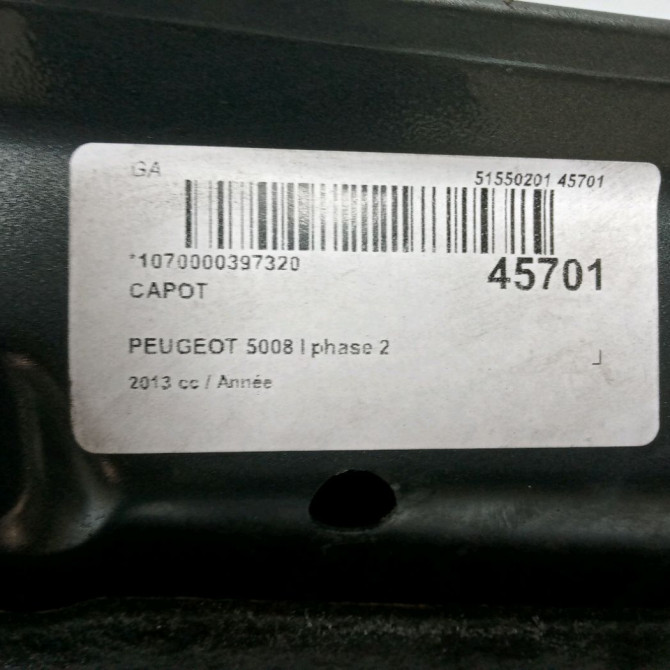 GA
51550201 45701
*1070000397320
45701
CAPOT
PEUGEOT 5008 I phase 2
2013 cc / Année